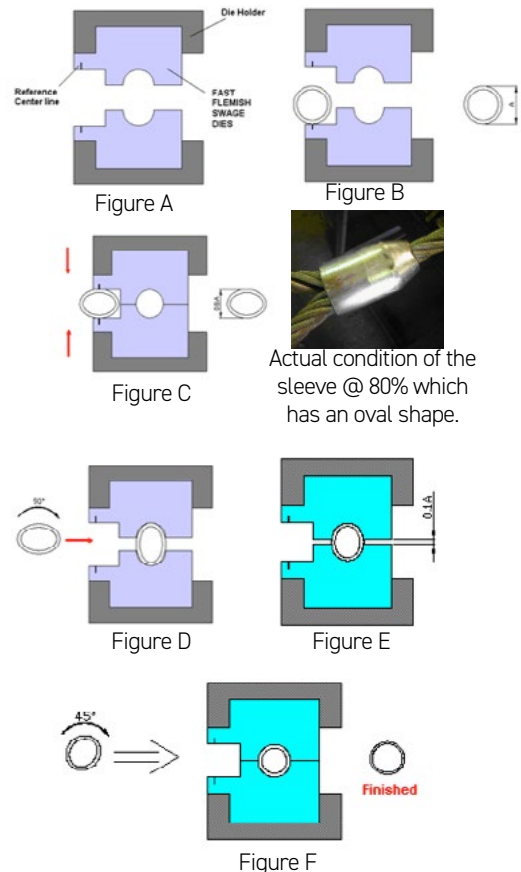 Die Holder
Reference
Center line
FAST
FLEMISH
SWAGE
DIES
A
Figure A
Figure B
Figure C
Actual condition of the
sleeve @ 80% which
has an oval shape.
90°
0.1A
Figure D
Figure E
45°
Finished
Figure F